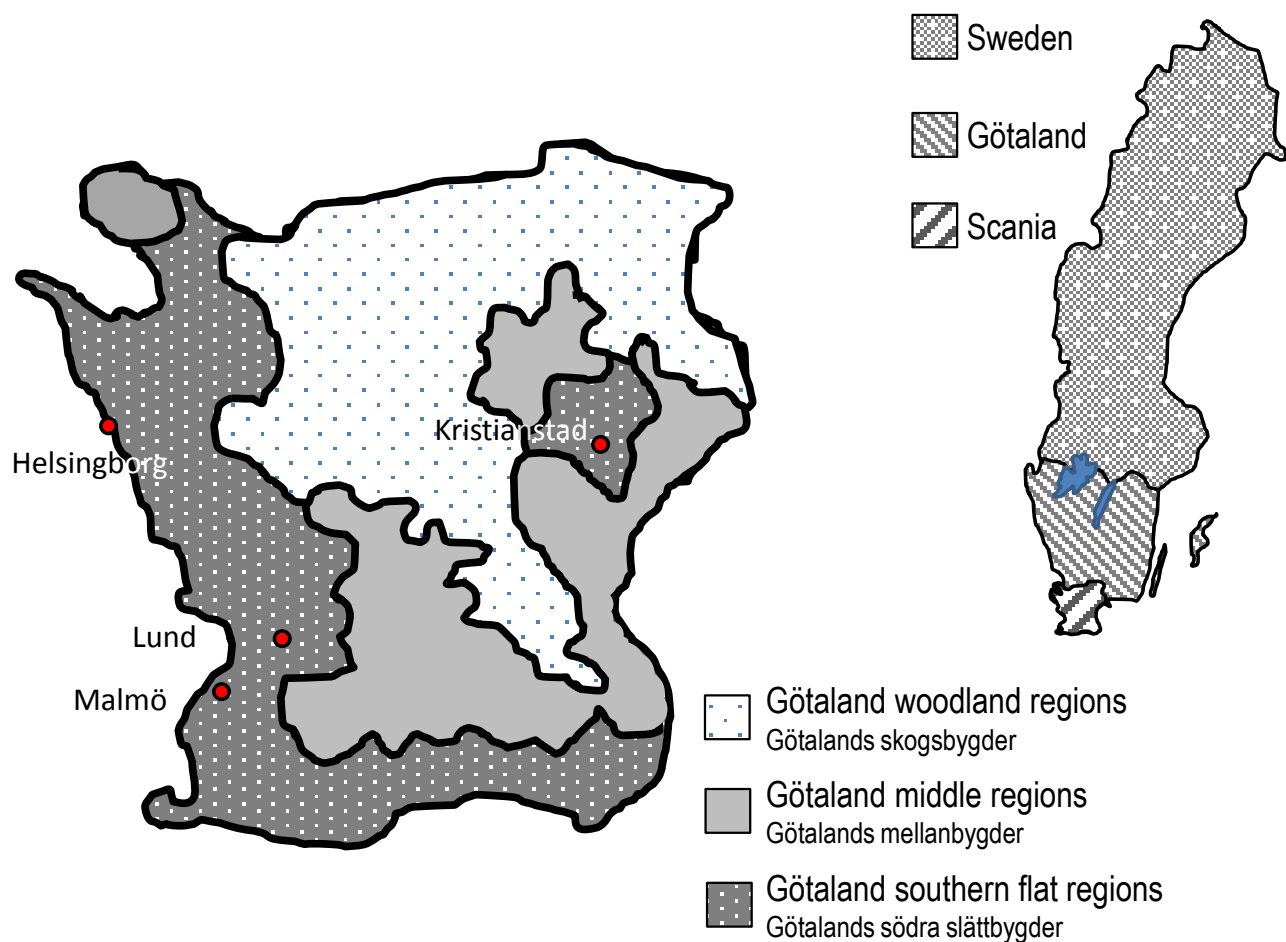 Sweden
Götaland
Scania
Kristianstad
Helsingborg
Lund
Malmö
Götaland woodland regions
Götalands skogsbygder
Götaland middle regions
Götalands mellanbygder
Götaland southern flat regions
Götalands södra slättbygder